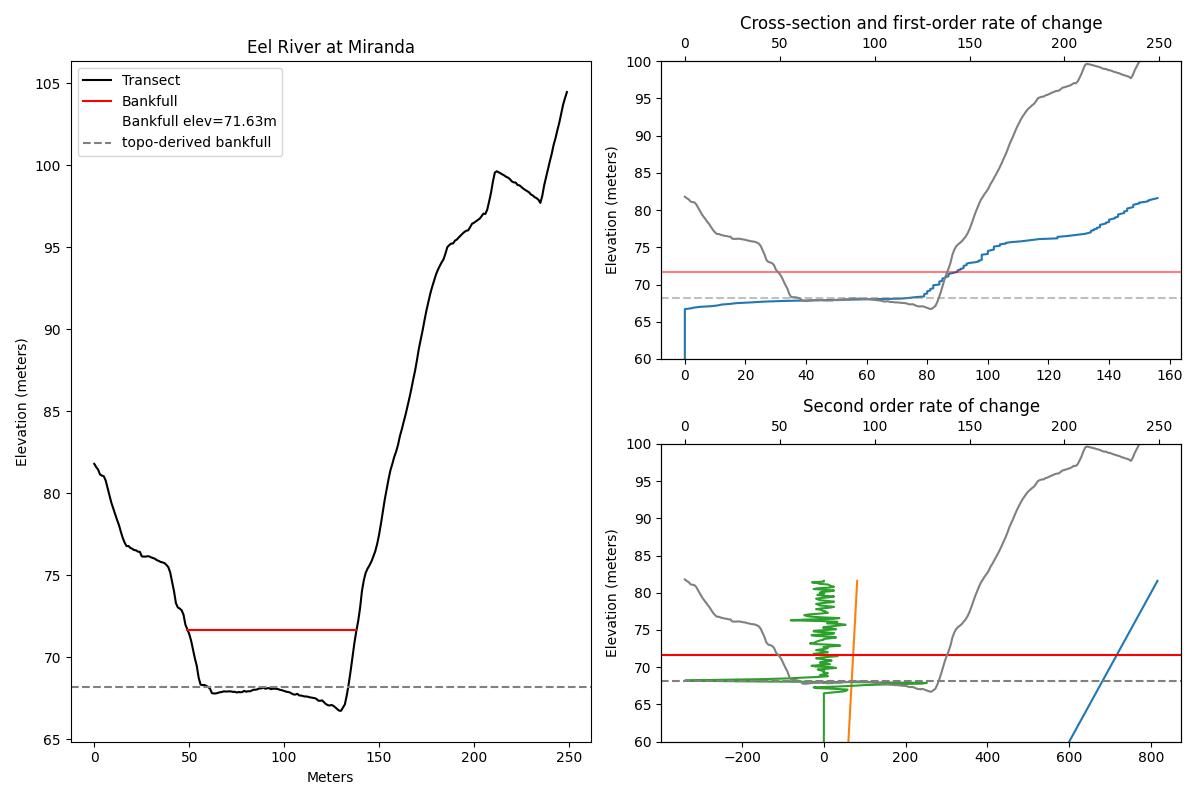 Eel River at Miranda
Transect
Bankfull
Bankfull elev=71.63m
topo-derived bankfull
105
100
95
90
85
80
75
70
65
Elevation (meters)
0 50 100 150 200 250
Meters
Cross-section and first-order rate of change
0 50 100 150 200 250
100
95
90
85
80
75
70
65
60
Elevation (meters)
0 20 40 60 80 100 120 140 160
Second order rate of change
0 50 100 150 200 250
100
95
90
85
80
75
70
65
60
Elevation (meters)
−200 0 200 400 600 800